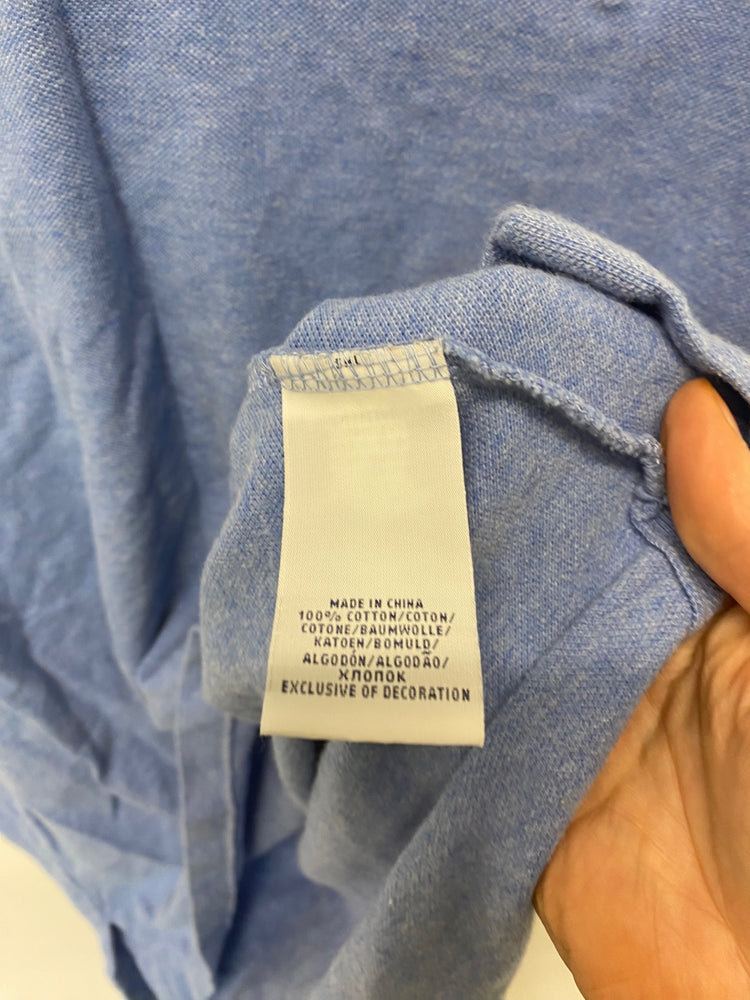 MADE IN CHINA
100% COTTON/COTON/
COTONE/BAUMWOLLE/
KATOEN/BOMULD/
ALGODÓN/ALGODÃO/
ХЛОПОК
EXCLUSIVE OF DECORATION